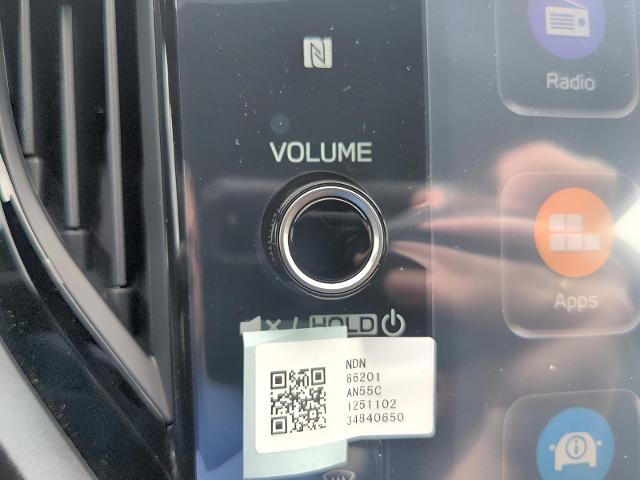 Radio
VOLUME
Apps
/ HOLD
NDN
86201
AN55C
1251102
34840650